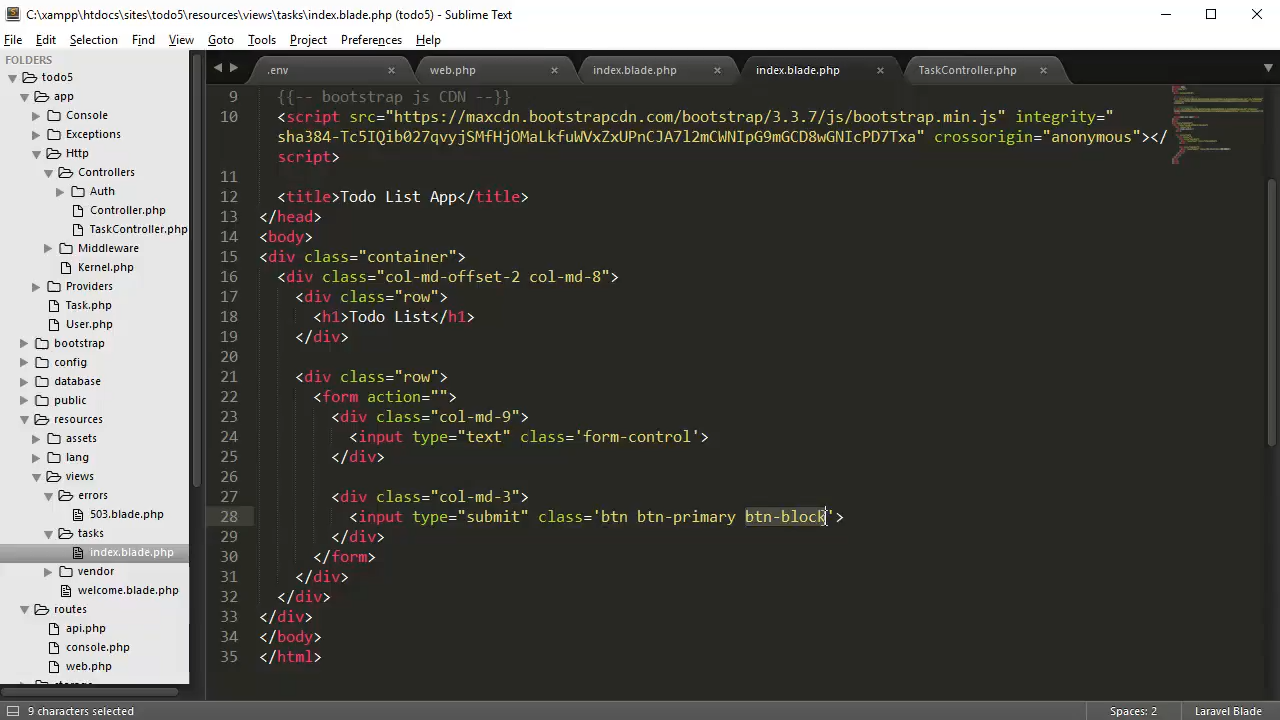 C:\xampp\htdocs\sites\todo5\resources\views\tasks\index.blade.php (todo5) - Sublime Text
File Edit Selection Find View Goto Tools Project Preferences Help
FOLDERS
todo5
app
Console
Exceptions
Http
Controllers
Auth
Controller.php
TaskController.php
Middleware
Kernel.php
Providers
Task.php
User.php
bootstrap
config
database
public
resources
assets
lang
views
errors
503.blade.php
tasks
index.blade.php
vendor
welcome.blade.php
routes
api.php
console.php
web.php
.env × web.php × index.blade.php × index.blade.php × TaskController.php ×
9 {{-- bootstrap js CDN --}}
10 <script src="https://maxcdn.bootstrapcdn.com/bootstrap/3.3.7/js/bootstrap.min.js" integrity="
sha384-Tc5IQib027qvyjSMfHjOMaLkfuWVxZxUPnCJA7l2mCWNIpG9mGCD8wGNIcPD7Txa" crossorigin="anonymous"></
script>
11
12 <title>Todo List App</title>
13 </head>
14 <body>
15 <div class="container">
16 <div class="col-md-offset-2 col-md-8">
17 <div class="row">
18 <h1>Todo List</h1>
19 </div>
20
21 <div class="row">
22 <form action="">
23 <div class="col-md-9">
24 <input type="text" class='form-control'>
25 </div>
26
27 <div class="col-md-3">
28 <input type="submit" class='btn btn-primary btn-block'>
29 </div>
30 </form>
31 </div>
32 </div>
33 </div>
34 </body>
35 </html>
9 characters selected
Spaces: 2
Laravel Blade